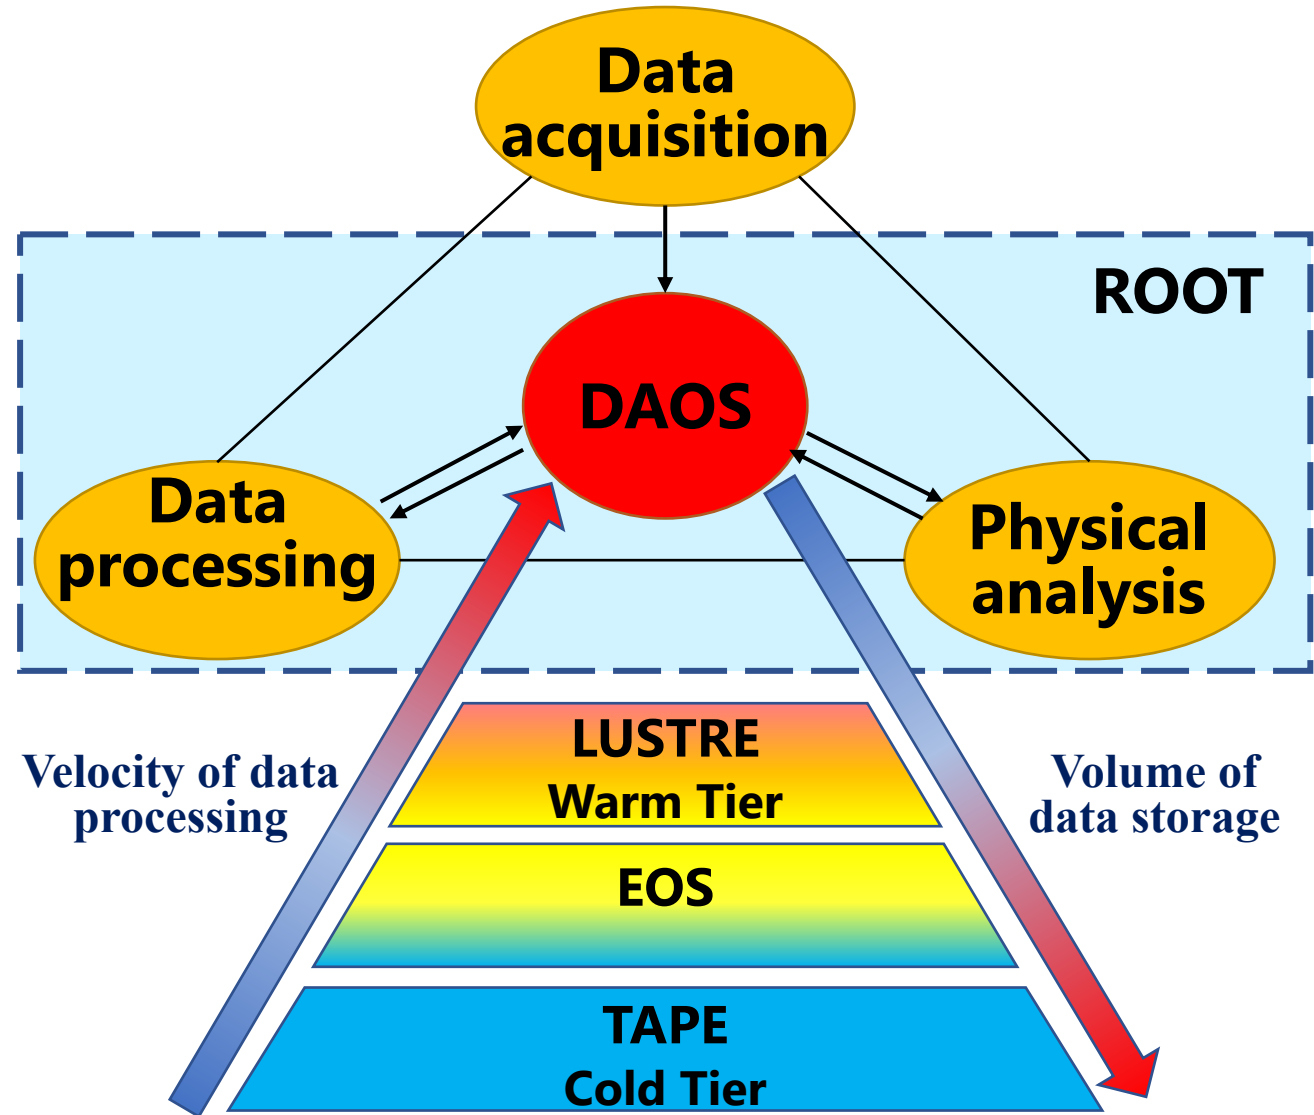 Data
acquisition
ROOT
DAOS
Data
processing
Physical
analysis
LUSTRE
Warm Tier
Velocity of data
processing
Volume of
data storage
EOS
TAPE
Cold Tier